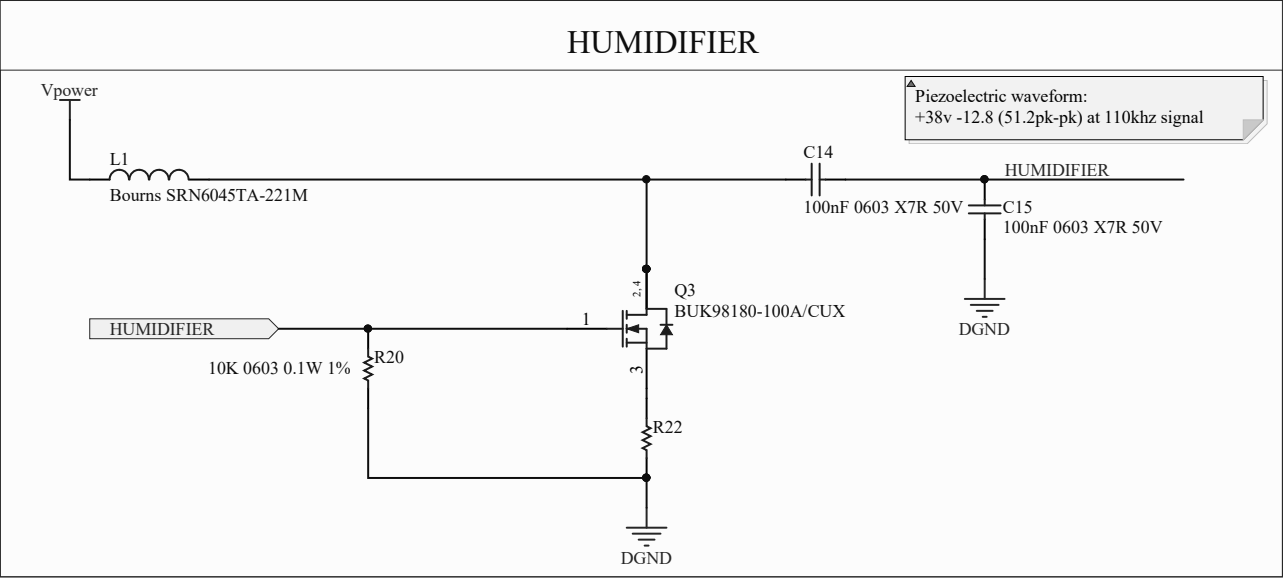 HUMIDIFIER
Vpower
Piezoelectric waveform:
+38v -12.8 (51.2pk-pk) at 110khz signal
L1
Bourns SRN6045TA-221M
C14
100nF 0603 X7R 50V
HUMIDIFIER
C15
100nF 0603 X7R 50V
DGND
2, 4
Q3
BUK98180-100A/CUX
HUMIDIFIER
1
R20
10K 0603 0.1W 1%
3
R22
DGND